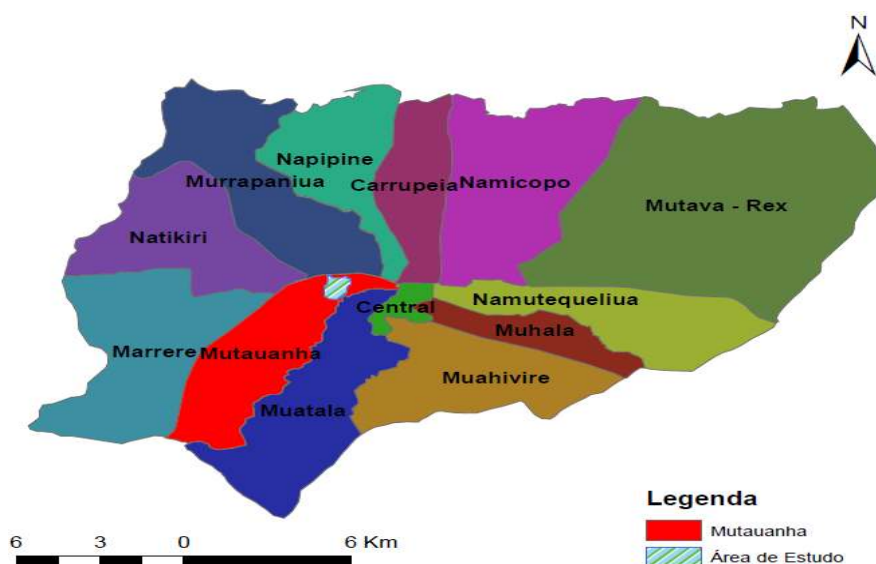 N
Napipine
Murrapaniua
Carrupeia
Namicopo
Mutava - Rex
Natikiri
Namutequeliua
Central
Muhala
Marrere
Mutauanha
Muahivire
Muatala
Legenda
Mutauanha
Área de Estudo
6 3 0 6 Km